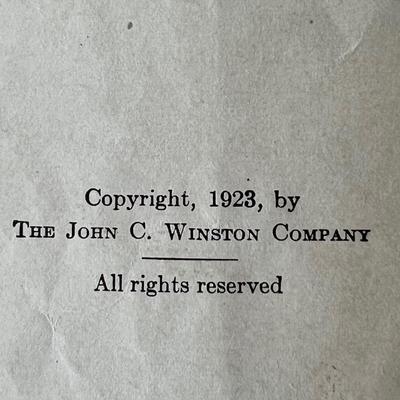 Copyright, 1923, by
THE JOHN C. WINSTON COMPANY
All rights reserved